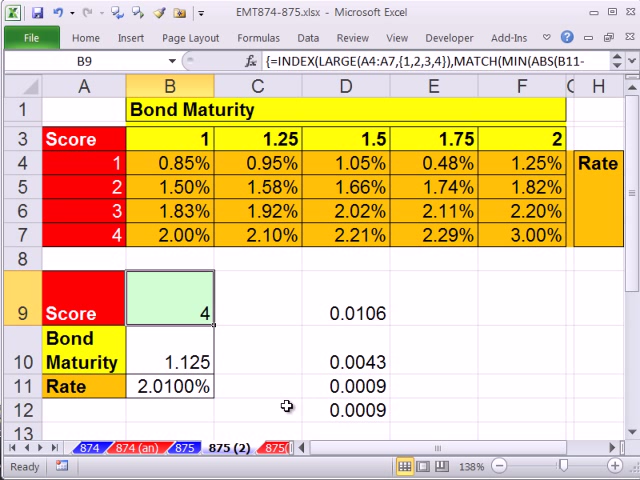 EMT874-875.xlsx - Microsoft Excel
File Home Insert Page Layout Formulas Data Review View Developer Add-Ins
B9 fx {=INDEX(LARGE(A4:A7,{1,2,3,4}),MATCH(MIN(ABS(B11-
A B C D E F G H
1 Bond Maturity
3 Score 1 1.25 1.5 1.75 2
4 1 0.85% 0.95% 1.05% 0.48% 1.25% Rate
5 2 1.50% 1.58% 1.66% 1.74% 1.82%
6 3 1.83% 1.92% 2.02% 2.11% 2.20%
7 4 2.00% 2.10% 2.21% 2.29% 3.00%
8
9 Score 4 0.0106
Bond
10 Maturity 1.125 0.0043
11 Rate 2.0100% 0.0009
12 0.0009
13
874 874 (an) 875 875 (2) 875(
Ready 138%